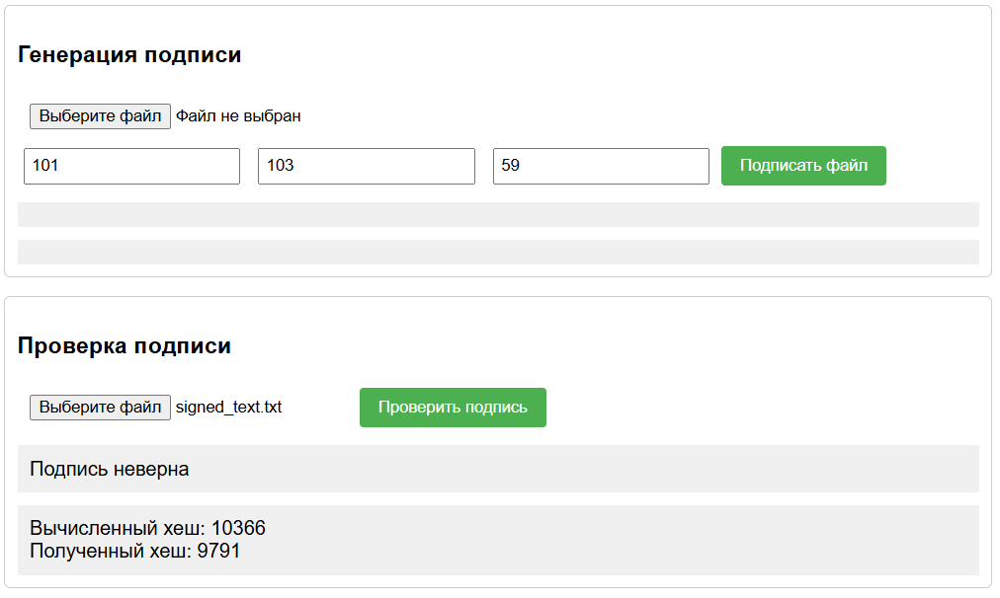 Генерация подписи
Выберите файл Файл не выбран
101 103 59 Подписать файл
Проверка подписи
Выберите файл signed_text.txt Проверить подпись
Подпись неверна
Вычисленный хеш: 10366
Полученный хеш: 9791